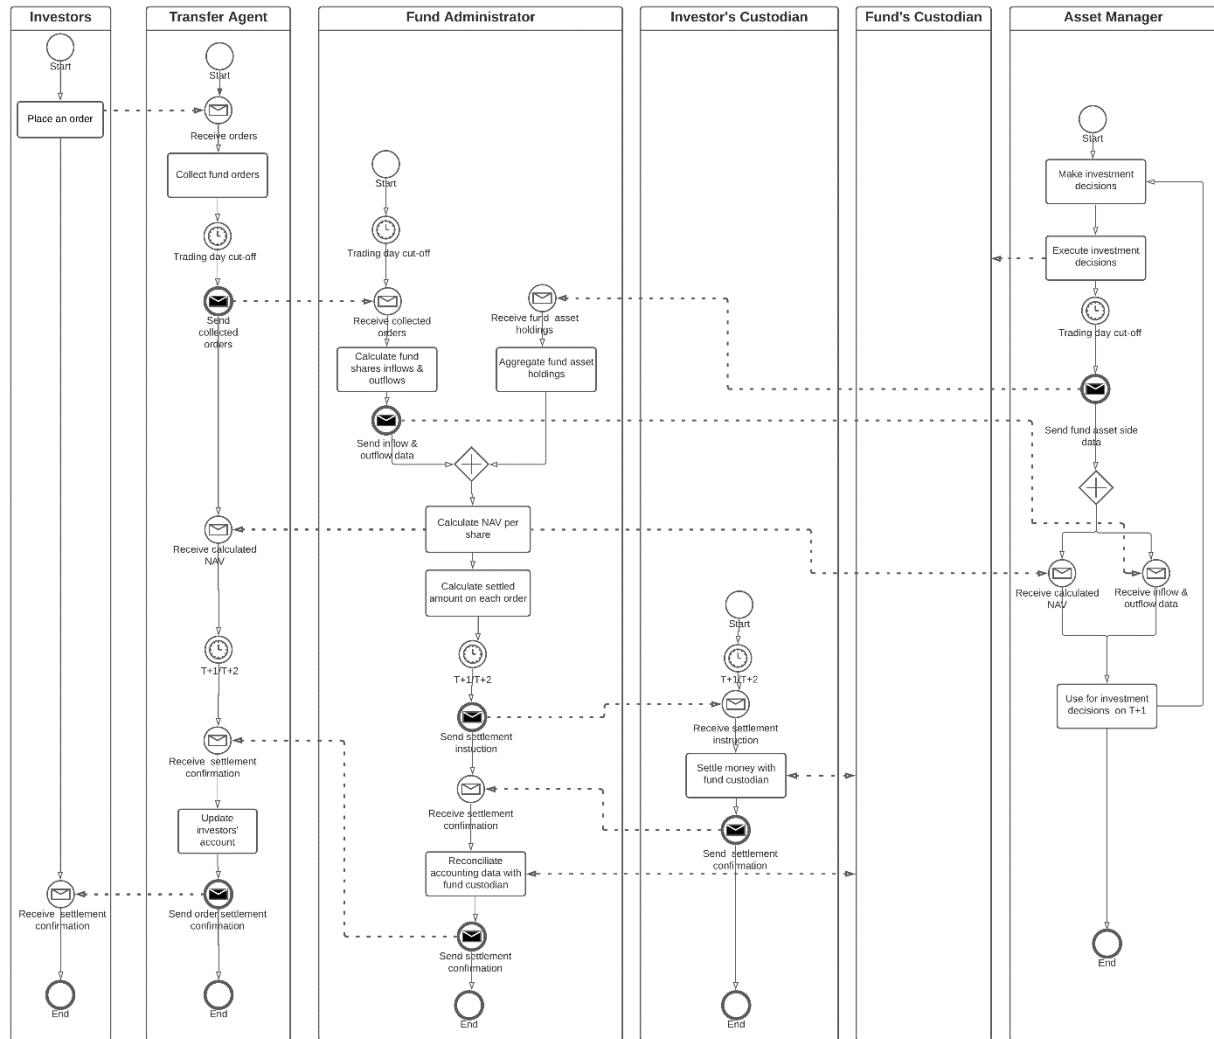 Investors
Start
Place an order
Receive settlement
confirmation
End
Transfer Agent
Start
Receive orders
Collect fund orders
Trading day cut-off
Send
collected
orders
Receive calculated
NAV
T+1/T+2
Receive settlement
confirmation
Update
investors'
account
Send order settlement
confirmation
End
Fund Administrator
Start
Trading day cut-off
Receive collected
orders
Calculate fund
shares inflows &
outflows
Send inflow &
outflow data
Receive fund asset
holdings
Aggregate fund asset
holdings
Calculate NAV per
share
Calculate settled
amount on each order
T+1/T+2
Send settlement
instuction
Receive settlement
confirmation
Reconciliate
accounting data with
fund custodian
Send settlement
confirmation
End
Investor's Custodian
Start
T+1/T+2
Receive settlement
instruction
Settle money with
fund custodian
Send settlement
confirmation
End
Fund's Custodian
Asset Manager
Start
Make investment
decisions
Execute investment
decisions
Trading day cut-off
Send fund asset side
data
Receive calculated
NAV
Receive inflow &
outflow data
Use for investment
decisions on T+1
End